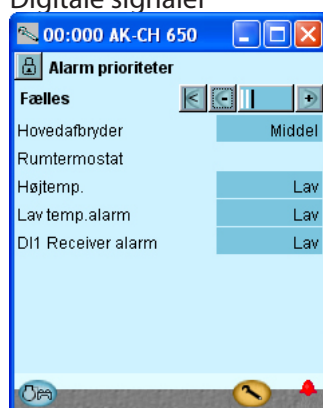 Digitale signaler
00:000 AK-CH 650
Alarm prioriteter
Fælles
Hovedafbryder Middel
Rumtermostat
Højtemp. Lav
Lav temp.alarm Lav
DI1 Receiver alarm Lav